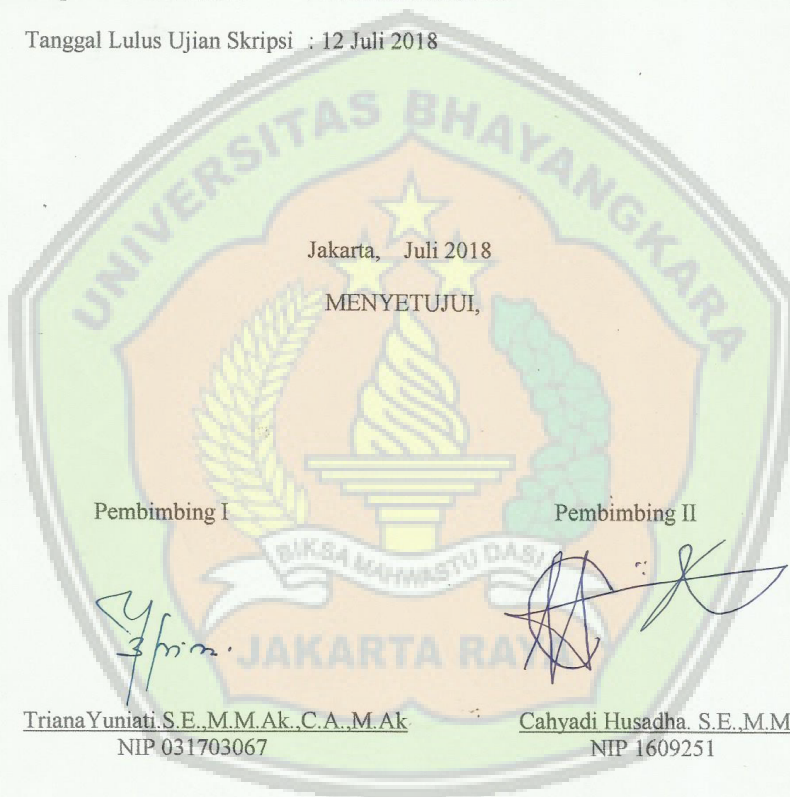 Tanggal Lulus Ujian Skripsi : 12 Juli 2018
UNIVERSITAS BHAYANGKARA
Jakarta, Juli 2018
MENYETUJUI,
Pembimbing I Pembimbing II
BIKSA MAHWASTU DASI
JAKARTA RAYA
TrianaYuniati.S.E.,M.M.Ak.,C.A.,M.Ak Cahyadi Husadha. S.E.,M.M
NIP 031703067 NIP 1609251